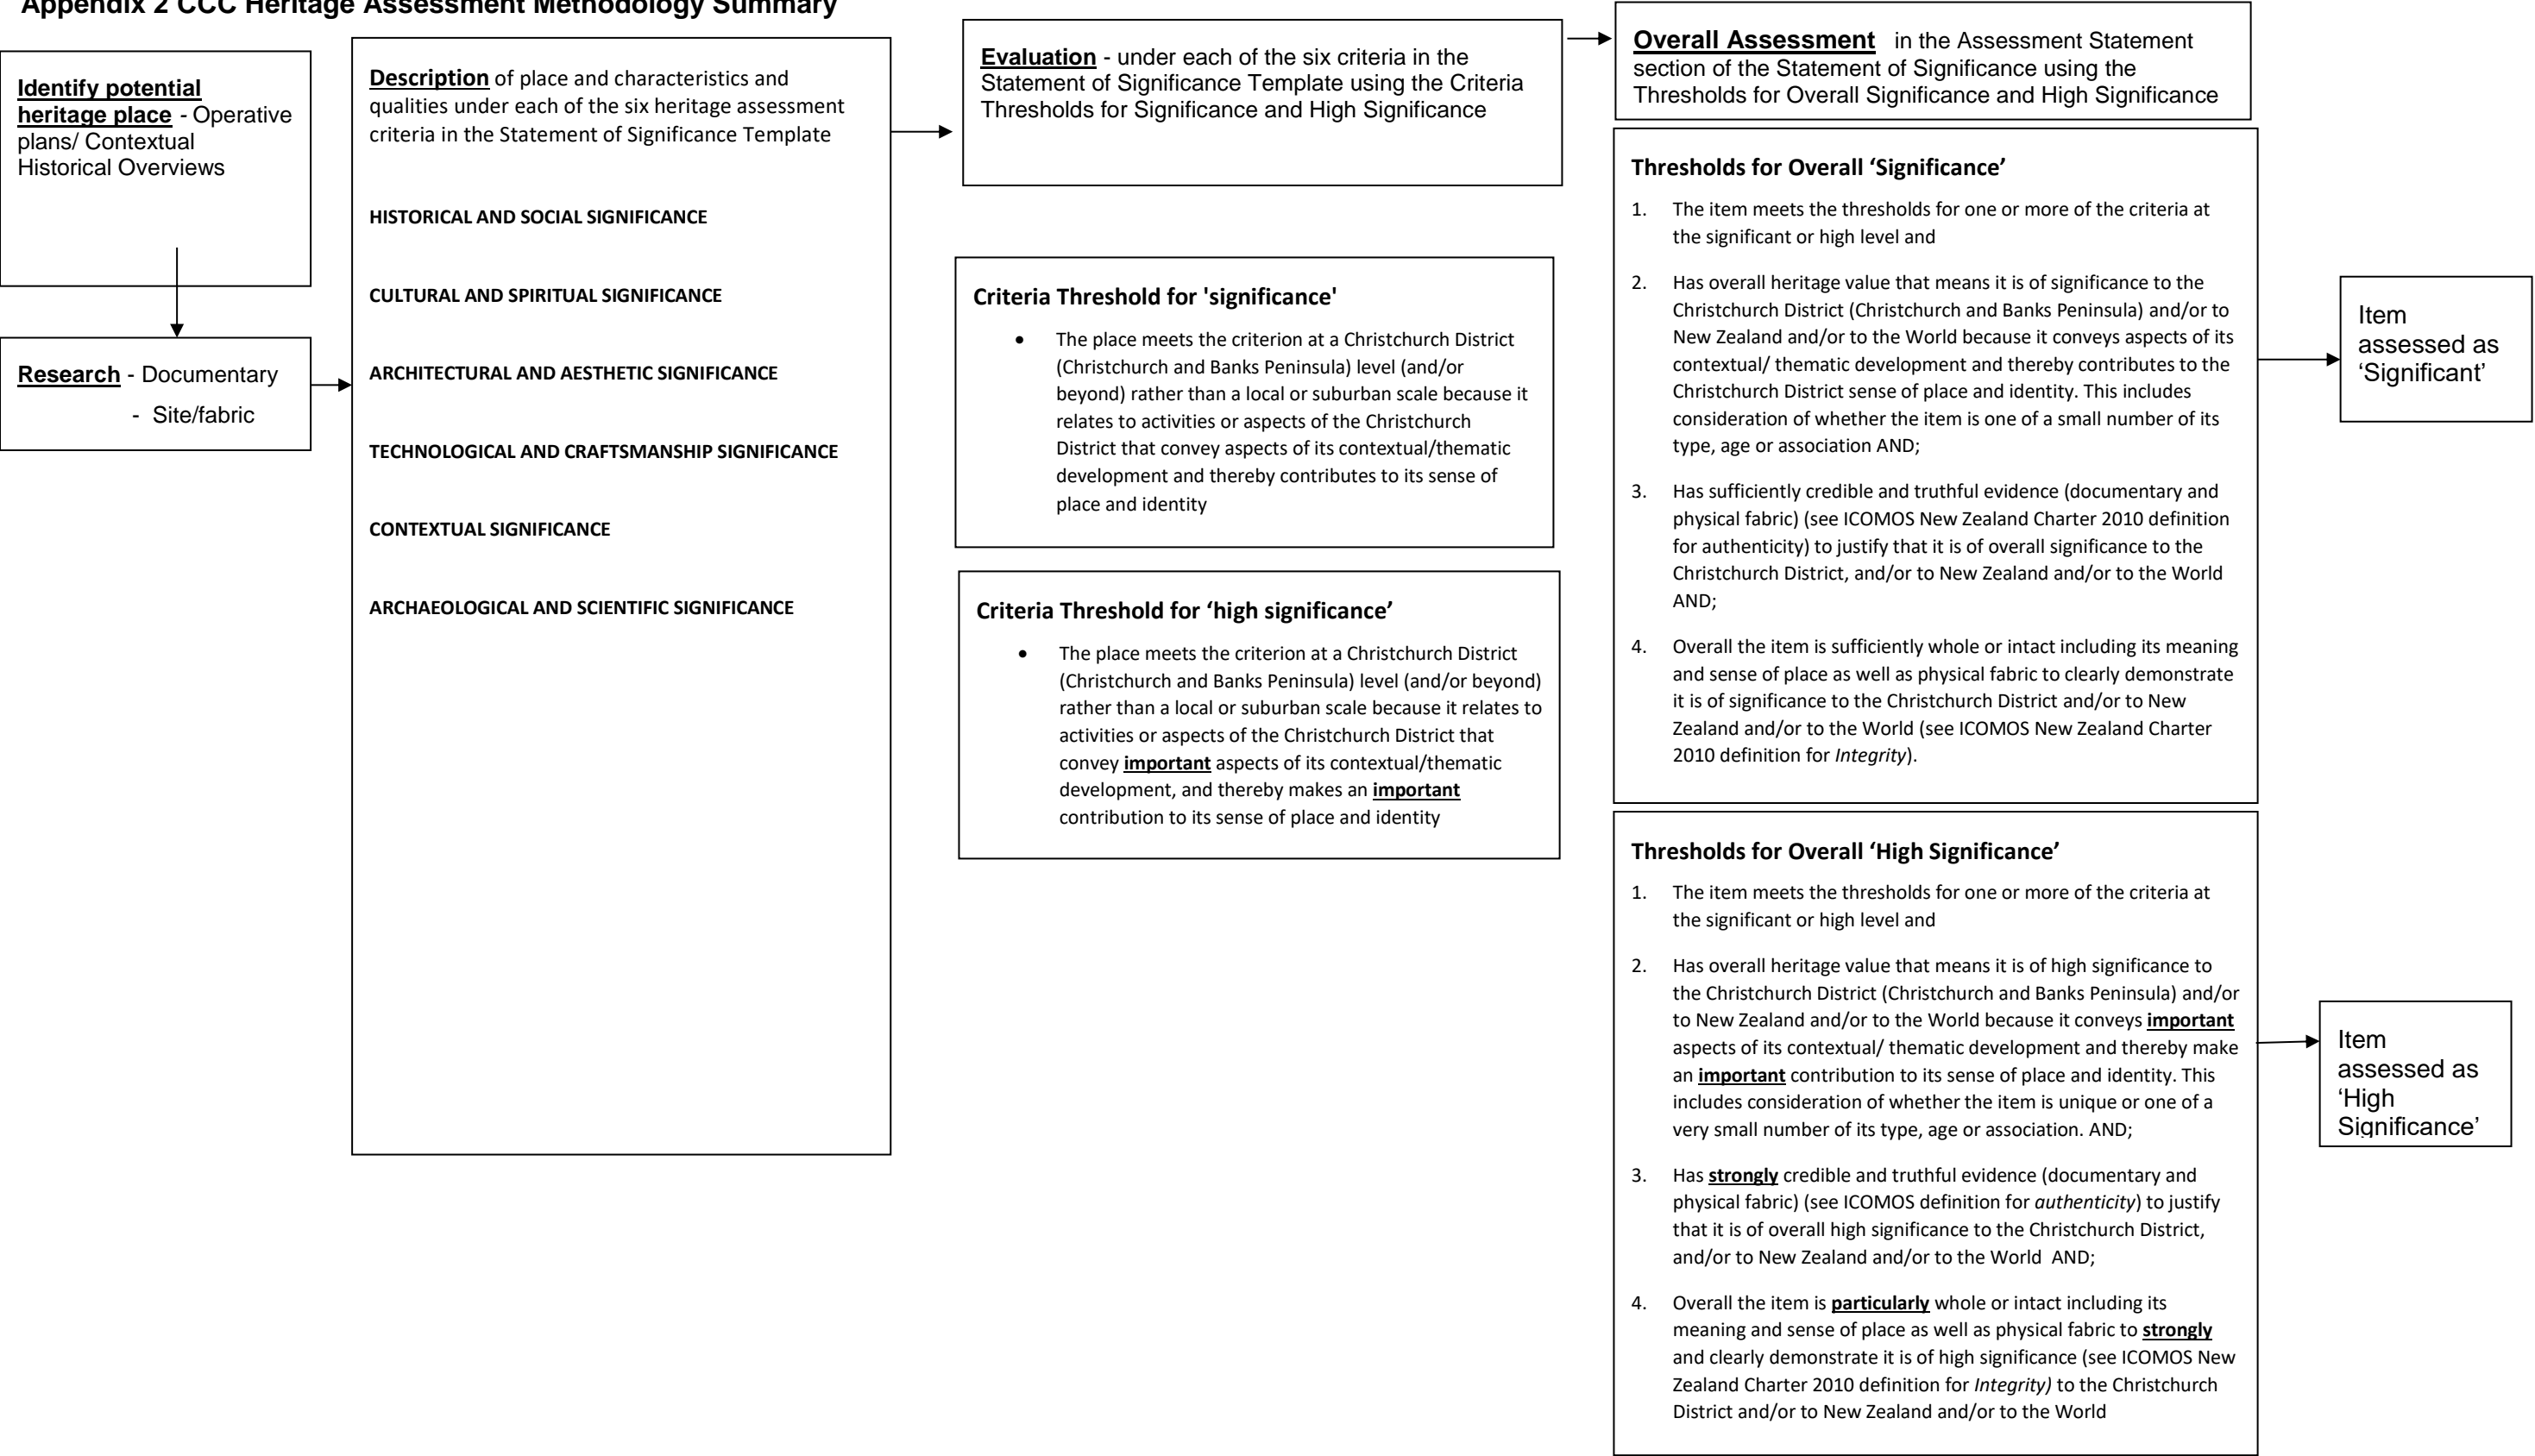 Appendix 2 CCC Heritage Assessment Methodology Summary
Identify potential
heritage place - Operative
plans/ Contextual
Historical Overviews
Research - Documentary
- Site/fabric
Description of place and characteristics and
qualities under each of the six heritage assessment
criteria in the Statement of Significance Template
HISTORICAL AND SOCIAL SIGNIFICANCE
CULTURAL AND SPIRITUAL SIGNIFICANCE
ARCHITECTURAL AND AESTHETIC SIGNIFICANCE
TECHNOLOGICAL AND CRAFTSMANSHIP SIGNIFICANCE
CONTEXTUAL SIGNIFICANCE
ARCHAEOLOGICAL AND SCIENTIFIC SIGNIFICANCE
Evaluation - under each of the six criteria in the
Statement of Significance Template using the Criteria
Thresholds for Significance and High Significance
Criteria Threshold for 'significance'
• The place meets the criterion at a Christchurch District
(Christchurch and Banks Peninsula) level (and/or
beyond) rather than a local or suburban scale because it
relates to activities or aspects of the Christchurch
District that convey aspects of its contextual/thematic
development and thereby contributes to its sense of
place and identity
Criteria Threshold for ‘high significance’
• The place meets the criterion at a Christchurch District
(Christchurch and Banks Peninsula) level (and/or beyond)
rather than a local or suburban scale because it relates to
activities or aspects of the Christchurch District that
convey important aspects of its contextual/thematic
development, and thereby makes an important
contribution to its sense of place and identity
Overall Assessment in the Assessment Statement
section of the Statement of Significance using the
Thresholds for Overall Significance and High Significance
Thresholds for Overall ‘Significance’
1. The item meets the thresholds for one or more of the criteria at
the significant or high level and
2. Has overall heritage value that means it is of significance to the
Christchurch District (Christchurch and Banks Peninsula) and/or to
New Zealand and/or to the World because it conveys aspects of its
contextual/ thematic development and thereby contributes to the
Christchurch District sense of place and identity. This includes
consideration of whether the item is one of a small number of its
type, age or association AND;
3. Has sufficiently credible and truthful evidence (documentary and
physical fabric) (see ICOMOS New Zealand Charter 2010 definition
for authenticity) to justify that it is of overall significance to the
Christchurch District, and/or to New Zealand and/or to the World
AND;
4. Overall the item is sufficiently whole or intact including its meaning
and sense of place as well as physical fabric to clearly demonstrate
it is of significance to the Christchurch District and/or to New
Zealand and/or to the World (see ICOMOS New Zealand Charter
2010 definition for Integrity).
Item
assessed as
‘Significant’
Thresholds for Overall ‘High Significance’
1. The item meets the thresholds for one or more of the criteria at
the significant or high level and
2. Has overall heritage value that means it is of high significance to
the Christchurch District (Christchurch and Banks Peninsula) and/or
to New Zealand and/or to the World because it conveys important
aspects of its contextual/ thematic development and thereby make
an important contribution to its sense of place and identity. This
includes consideration of whether the item is unique or one of a
very small number of its type, age or association. AND;
3. Has strongly credible and truthful evidence (documentary and
physical fabric) (see ICOMOS definition for authenticity) to justify
that it is of overall high significance to the Christchurch District,
and/or to New Zealand and/or to the World AND;
4. Overall the item is particularly whole or intact including its
meaning and sense of place as well as physical fabric to strongly
and clearly demonstrate it is of high significance (see ICOMOS New
Zealand Charter 2010 definition for Integrity) to the Christchurch
District and/or to New Zealand and/or to the World
Item
assessed as
‘High
Significance’